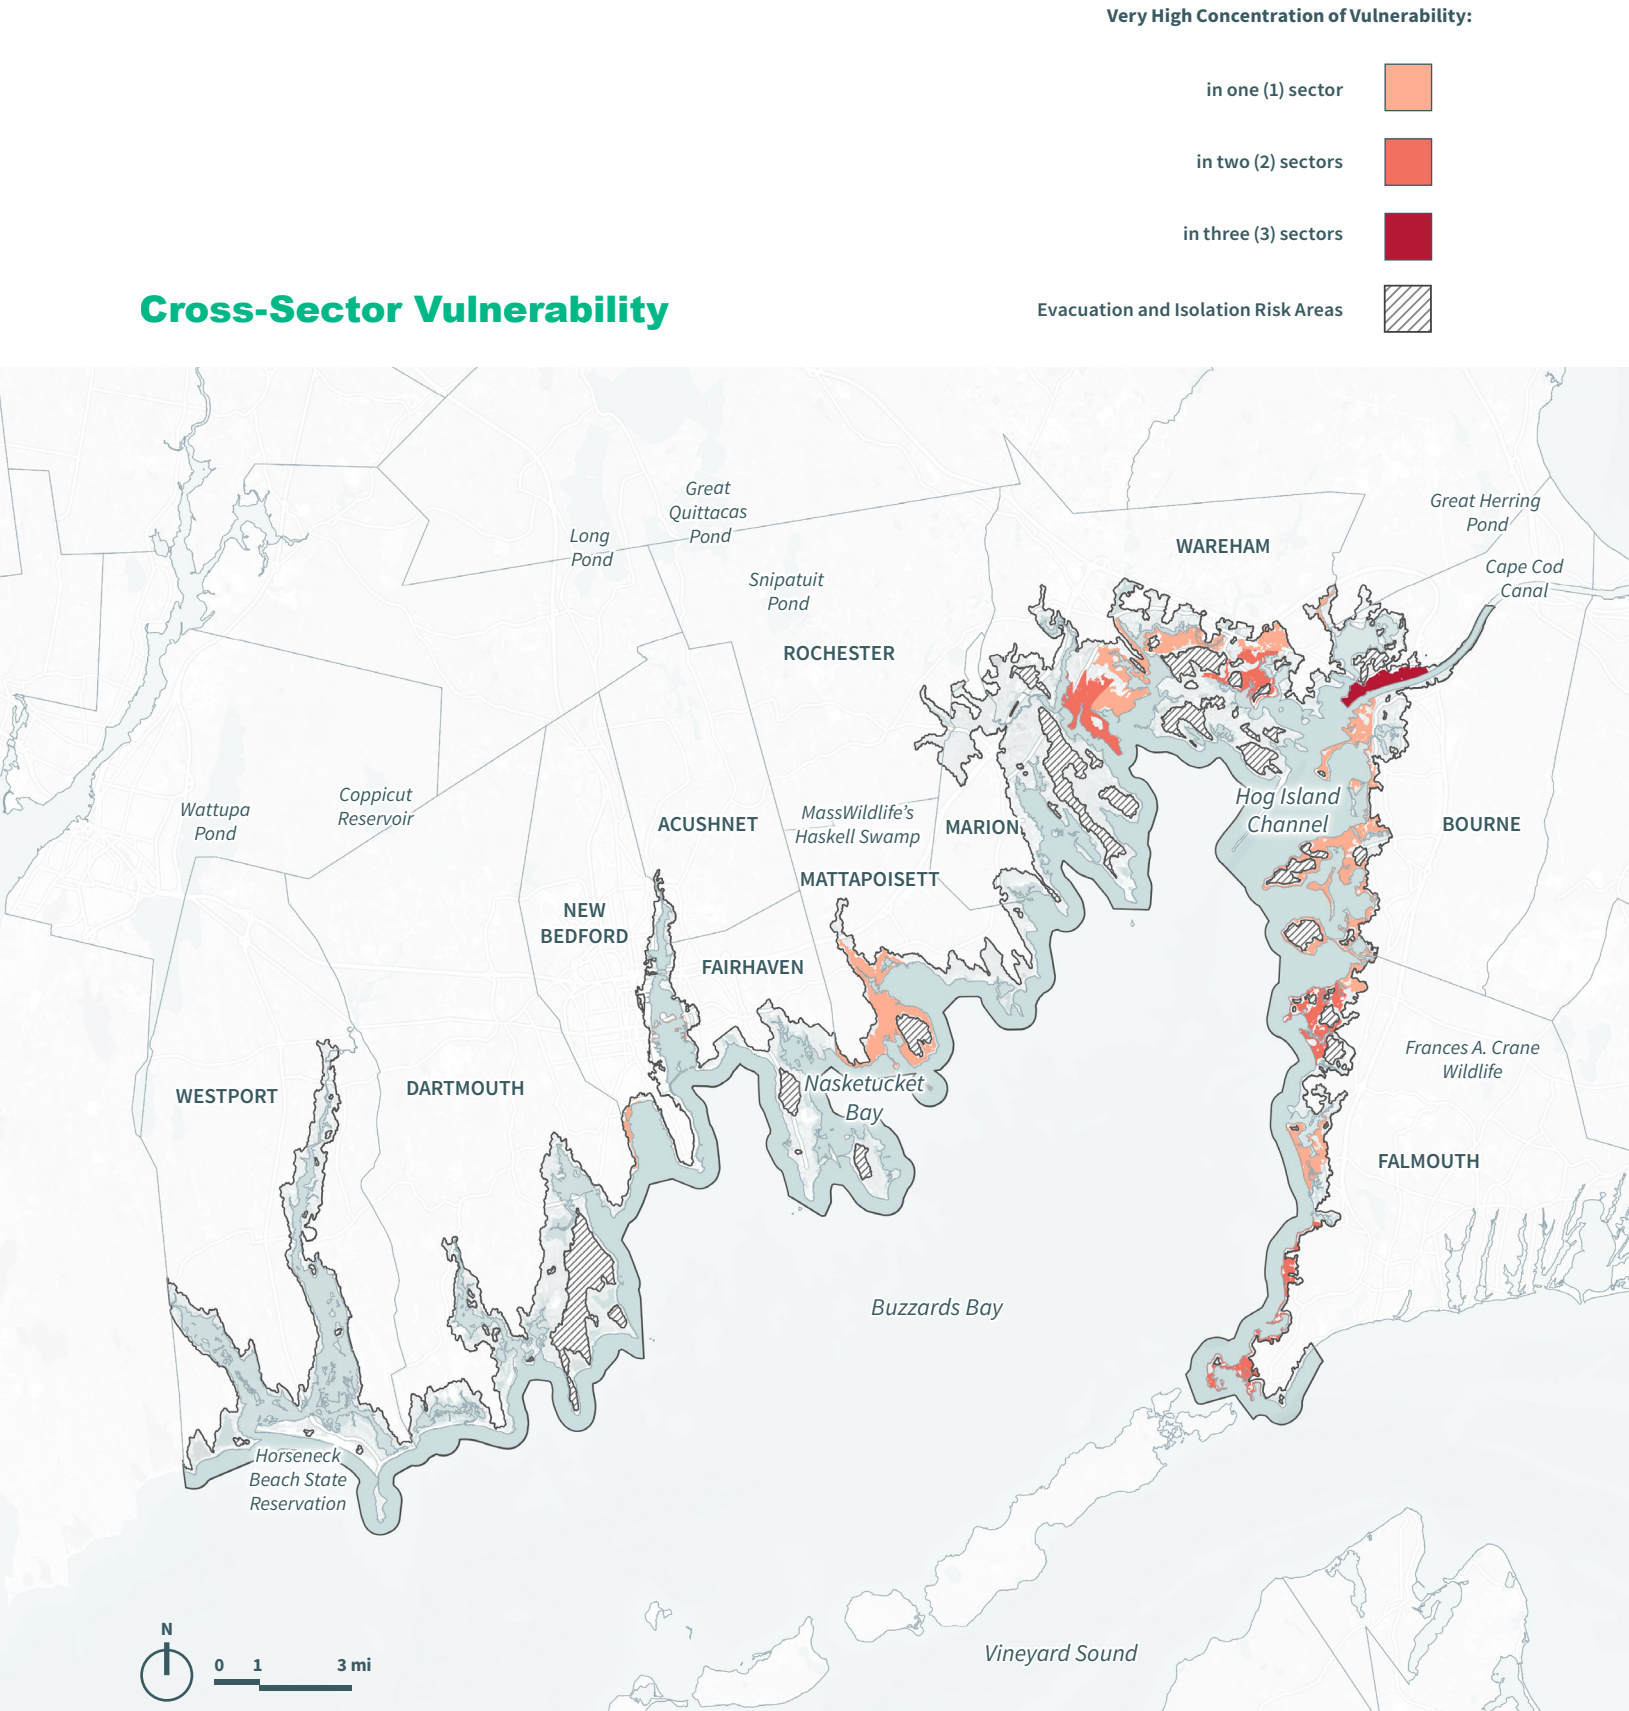 Very High Concentration of Vulnerability:
in one (1) sector
in two (2) sectors
in three (3) sectors
Evacuation and Isolation Risk Areas
Cross-Sector Vulnerability
Great
Quittacas
Pond
Long
Pond
Great Herring
Pond
WAREHAM
Cape Cod
Canal
Snipatuit
Pond
ROCHESTER
Wattupa
Pond
Coppicut
Reservoir
ACUSHNET
MassWildlife's
Haskell Swamp
MARION
Hog Island
Channel
BOURNE
MATTAPOISETT
NEW
BEDFORD
FAIRHAVEN
WESTPORT
DARTMOUTH
Nasketucket
Bay
Frances A. Crane
Wildlife
FALMOUTH
Buzzards Bay
Horseneck
Beach State
Reservation
Vineyard Sound
N
0 1 3 mi